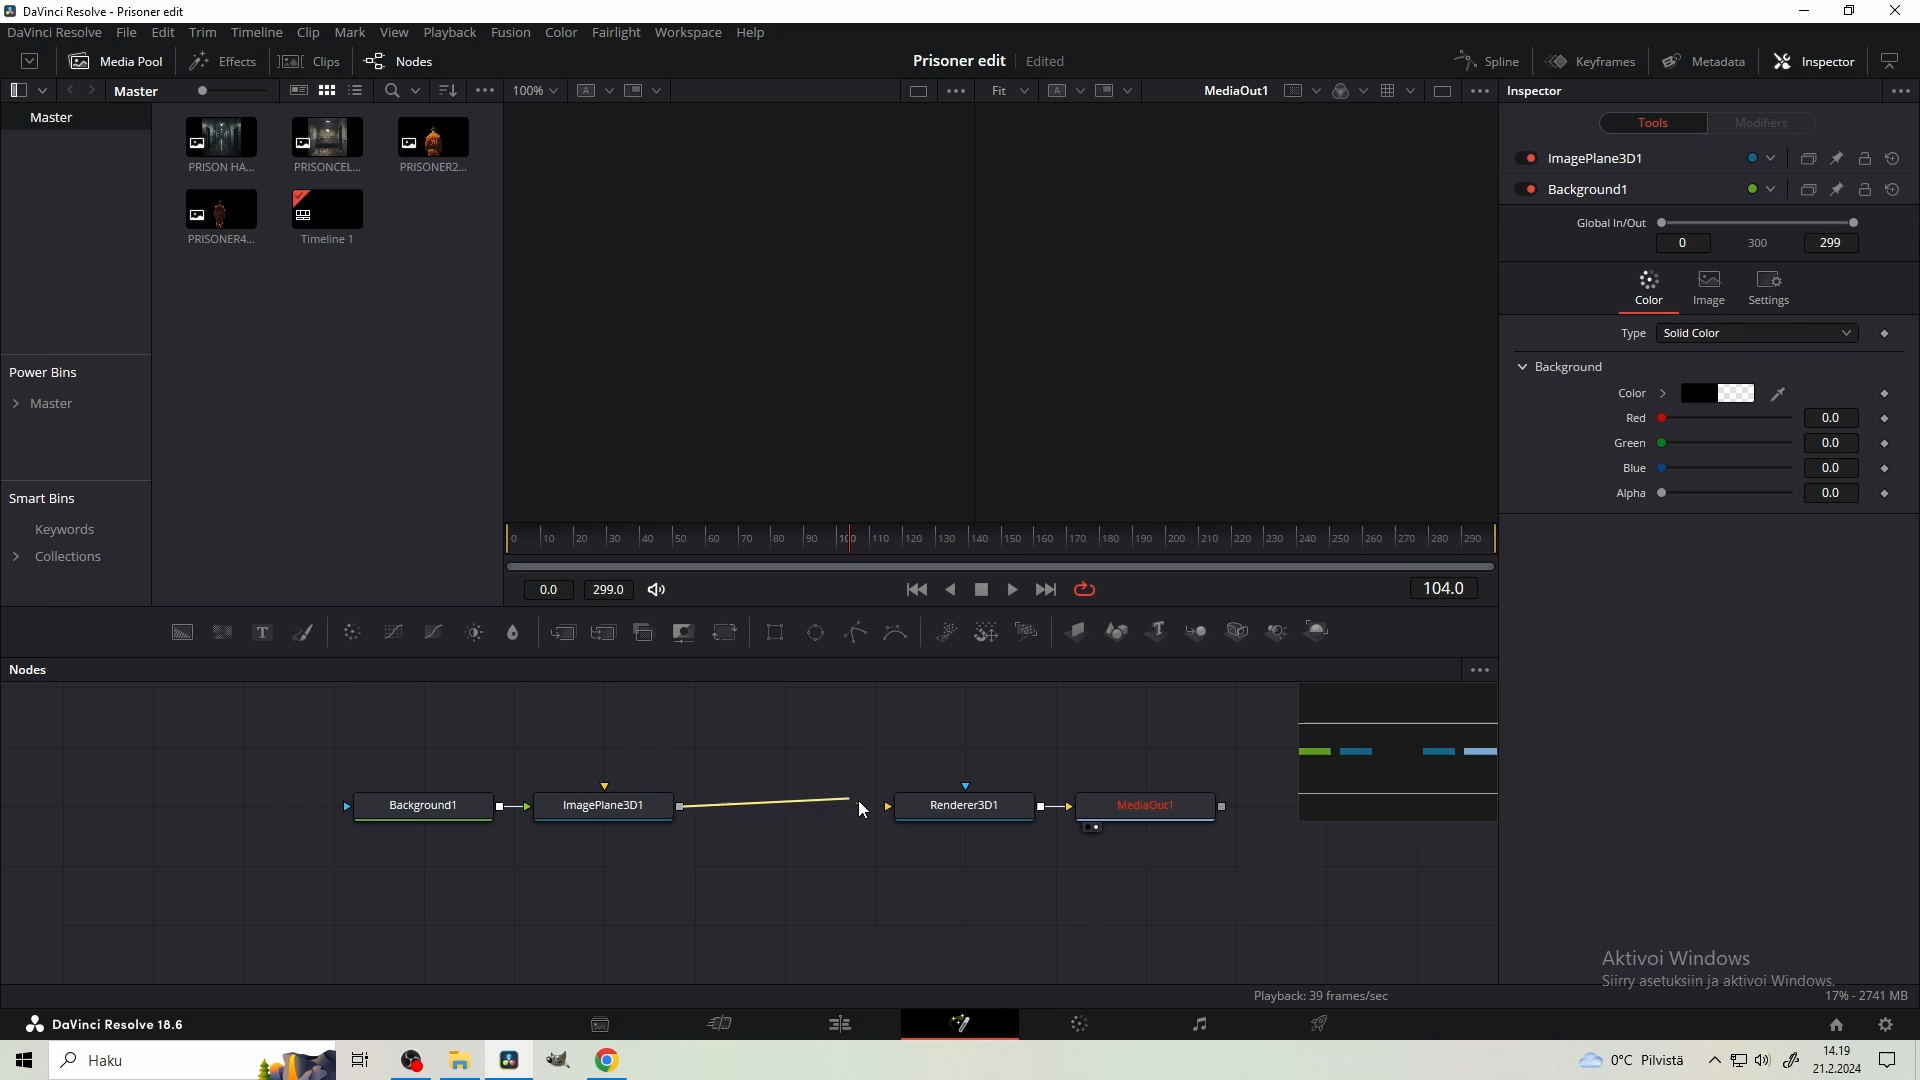 DaVinci Resolve - Prisoner edit
DaVinci Resolve File Edit Trim Timeline Clip Mark View Playback Fusion Color Fairlight Workspace Help
Media Pool Effects Clips Nodes Prisoner edit Edited Spline Keyframes Metadata Inspector
Master 100% Fit MediaOut1 Inspector
Master
Tools Modifiers
PRISON HA... PRISONCEL... PRISONER2...
ImagePlane3D1
Background1
PRISONER4... Timeline 1
Global In/Out
0 300 299
Color Image Settings
Type Solid Color
Background
Color
Red 0.0
Green 0.0
Blue 0.0
Alpha 0.0
Power Bins
Master
Smart Bins
Keywords
Collections
0 10 20 30 40 50 60 70 80 90 100 110 120 130 140 150 160 170 180 190 200 210 220 230 240 250 260 270 280 290
0.0 299.0 104.0
Nodes
Background1 ImagePlane3D1 Renderer3D1 MediaOut1
Aktivoi Windows
Siirry asetuksiin ja aktivoi Windows.
Playback: 39 frames/sec 17% - 2741 MB
DaVinci Resolve 18.6
Haku 0°C Pilvistä 14.19
21.2.2024